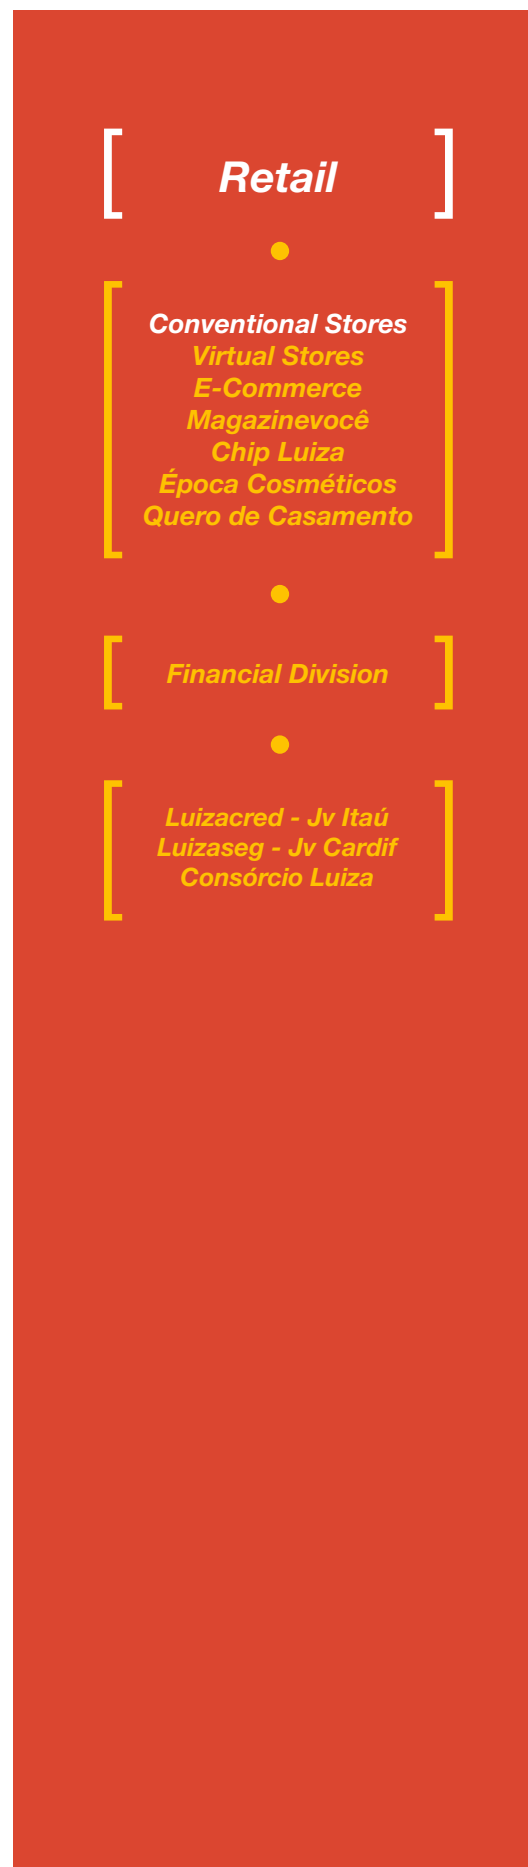 Retail
Conventional Stores
Virtual Stores
E-Commerce
Magazinevocê
Chip Luiza
Época Cosméticos
Quero de Casamento
Financial Division
Luizacred - Jv Itaú
Luizaseg - Jv Cardif
Consórcio Luiza